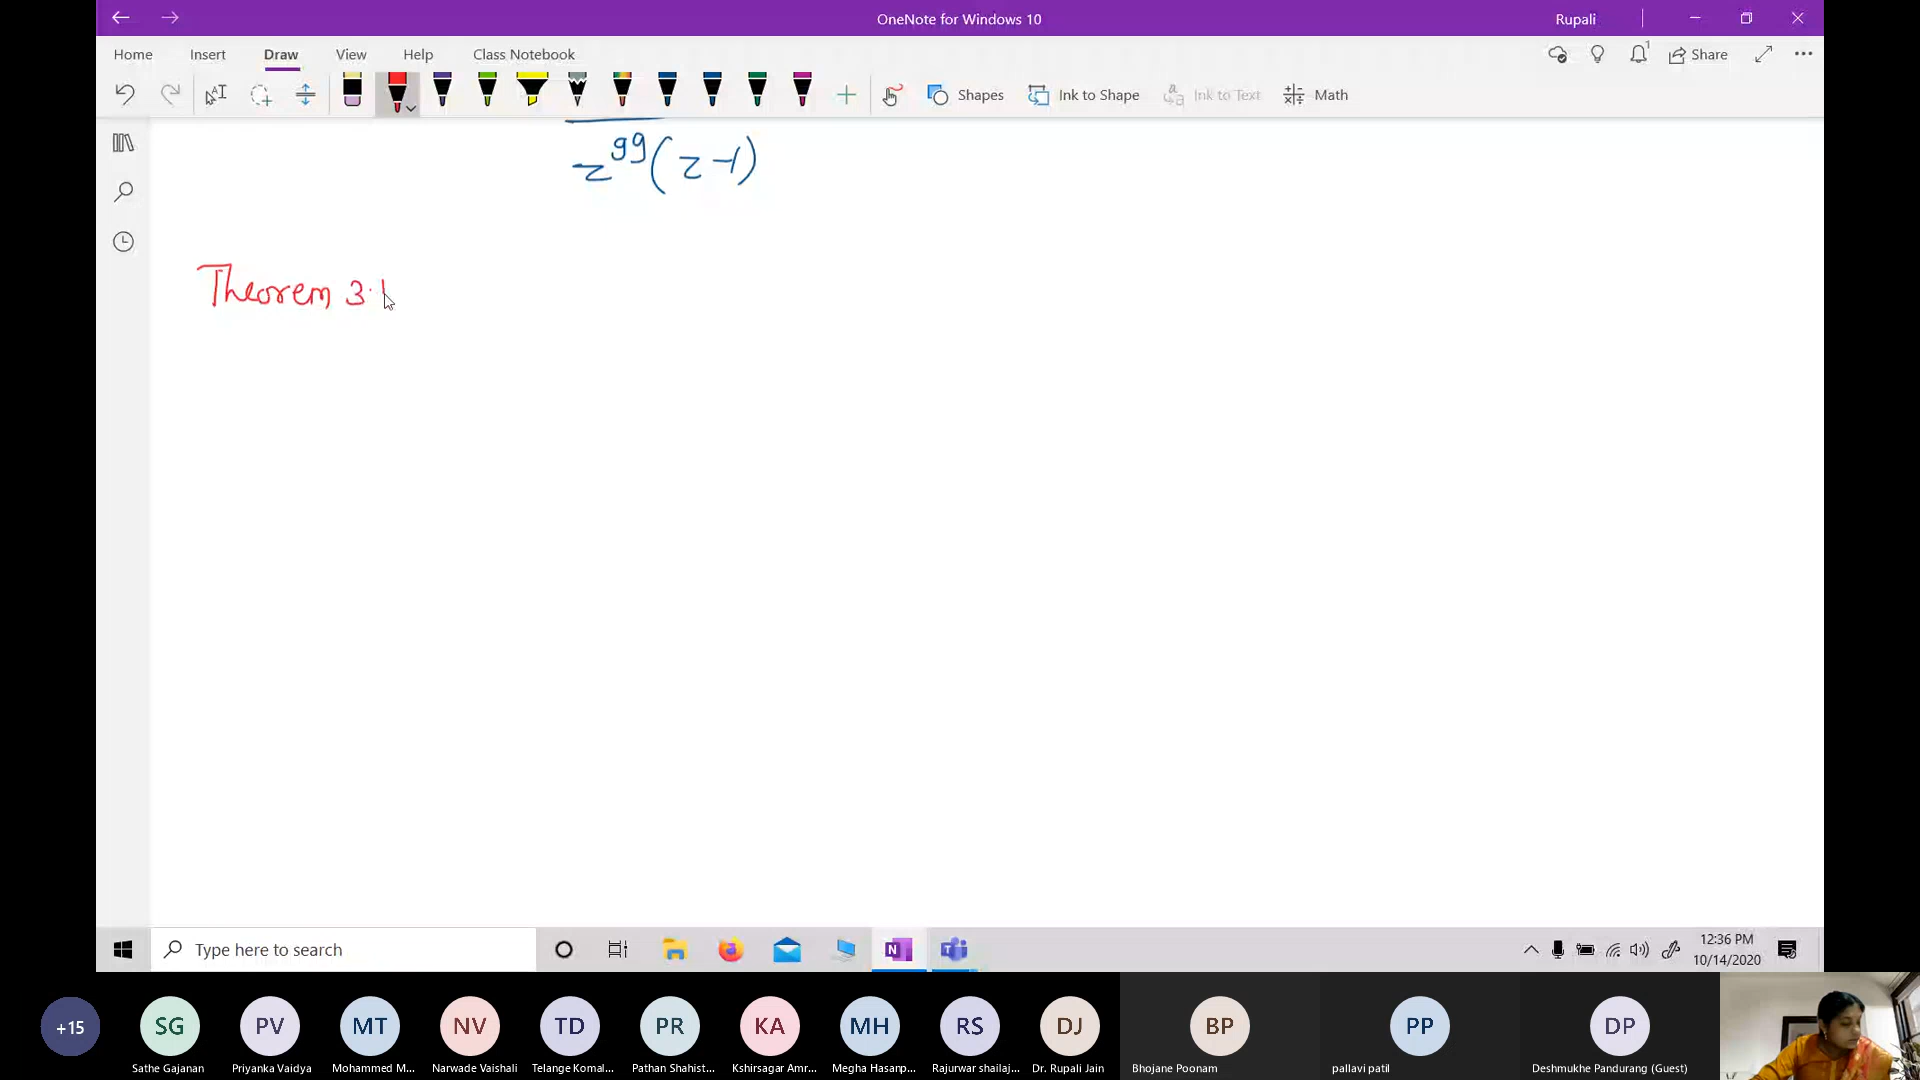 OneNote for Windows 10
Rupali
Home Insert Draw View Help Class Notebook
1
Share
Shapes
Ink to Shape
Ink to Text
Math
z^99(z-1)
Theorem 3.1
Type here to search
12:36 PM
10/14/2020
+15 SG PV MT NV TD PR KA MH RS DJ BP PP DP
Sathe Gajanan
Priyanka Vaidya
Mohammed M...
Narwade Vaishali
Telange Komal...
Pathan Shahist...
Kshirsagar Amr...
Megha Hasanp...
Rajurwar shailaj...
Dr. Rupali Jain
Bhojane Poonam
pallavi patil
Deshmukhe Pandurang (Guest)